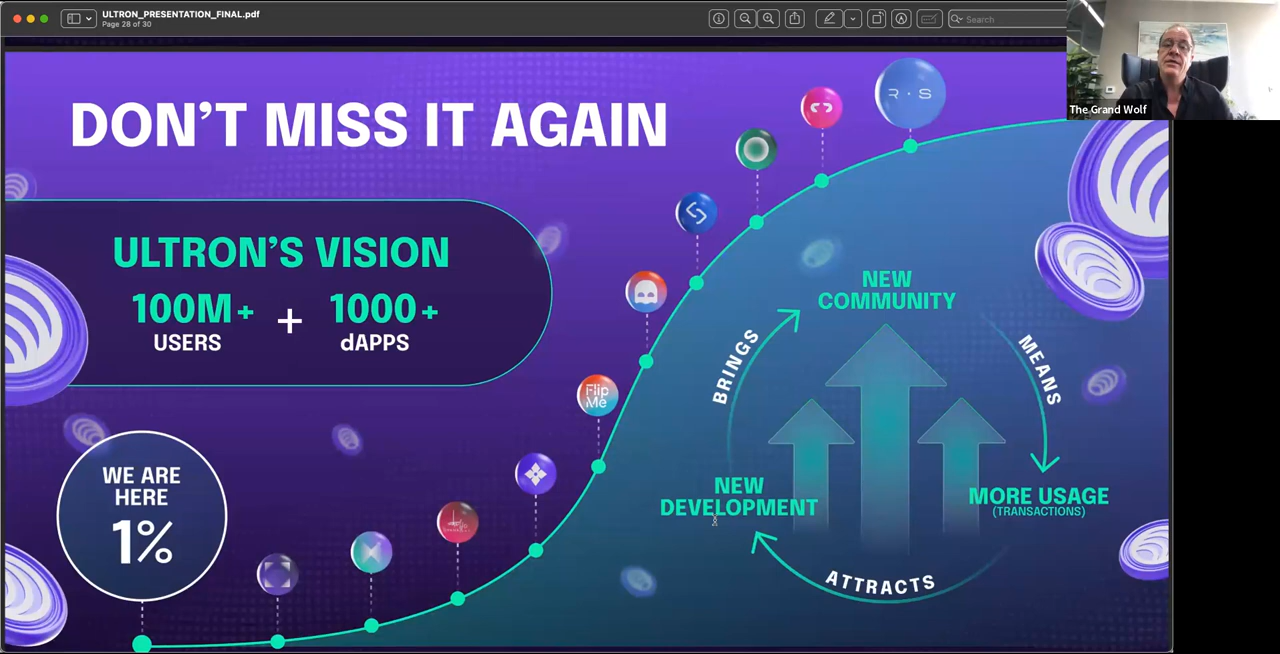 ULTRON_PRESENTATION_FINAL.pdf
Page 28 of 30
Search
The Grand Wolf
DON'T MISS IT AGAIN
R·S
ULTRON'S VISION
100M+
USERS
+
1000+
dAPPS
Flip
Me
WE ARE
HERE
1%
NEW
COMMUNITY
BRINGS
MEANS
NEW
DEVELOPMENT
MORE USAGE
(TRANSACTIONS)
ATTRACTS